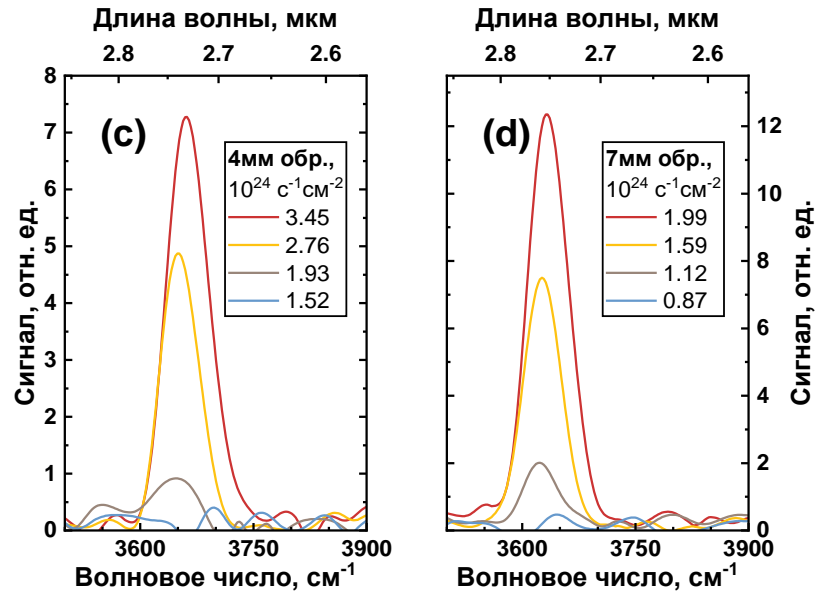 Длина волны, мкм
2.8 2.7 2.6
8
7
6
5
4
3
2
1
0
Сигнал, отн. ед.
(c)
4мм обр.,
10²⁴ с⁻¹см⁻²
3.45
2.76
1.93
1.52
3600 3750 3900
Волновое число, см⁻¹
Длина волны, мкм
2.8 2.7 2.6
(d)
7мм обр.,
10²⁴ с⁻¹см⁻²
1.99
1.59
1.12
0.87
12
10
8
6
4
2
0
Сигнал, отн. ед.
3600 3750 3900
Волновое число, см⁻¹